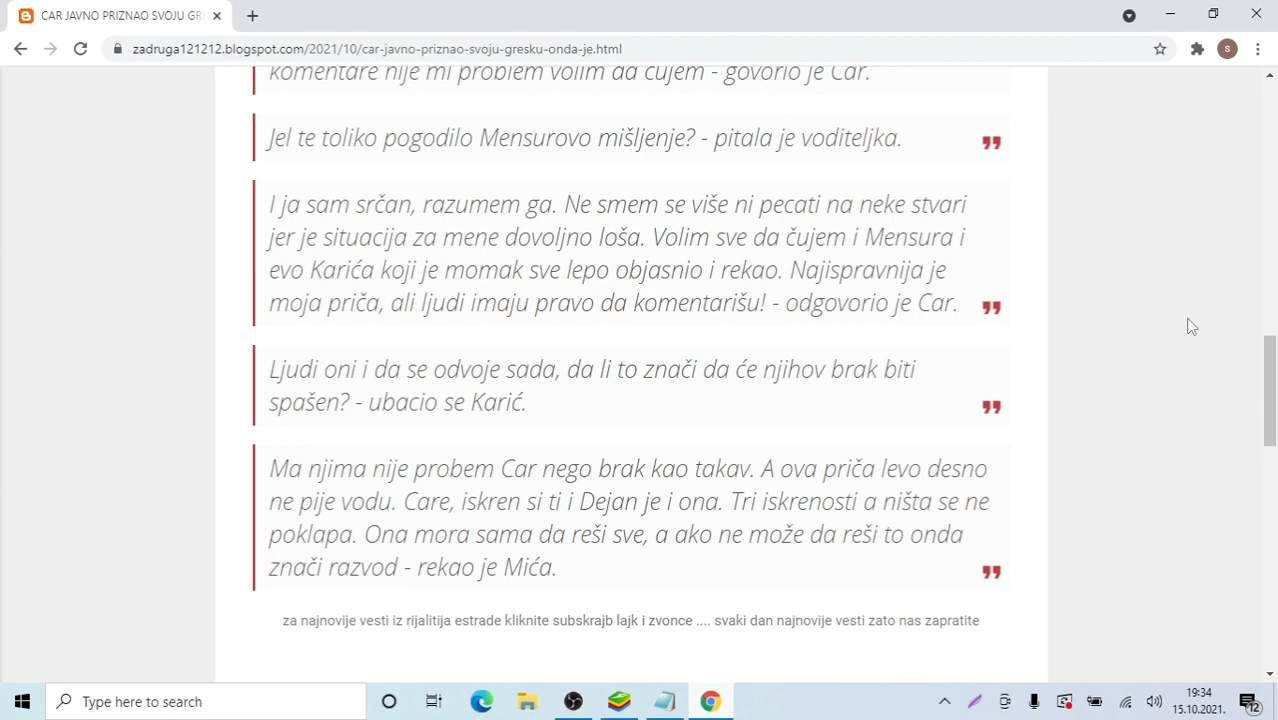 CAR JAVNO PRIZNAO SVOJU GRE
zadruga121212.blogspot.com/2021/10/car-javno-priznao-svoju-gresku-onda-je.html
S
komentare nije mi problem volim da čujem - govorio je Car.
Jel te toliko pogodilo Mensurovo mišljenje? - pitala je voditeljka.
I ja sam srčan, razumem ga. Ne smem se više ni pecati na neke stvari
jer je situacija za mene dovoljno loša. Volim sve da čujem i Mensura i
evo Karića koji je momak sve lepo objasnio i rekao. Najispravnija je
moja priča, ali ljudi imaju pravo da komentarišu! - odgovorio je Car.
Ljudi oni i da se odvoje sada, da li to znači da će njihov brak biti
spašen? - ubacio se Karić.
Ma njima nije probem Car nego brak kao takav. A ova priča levo desno
ne pije vodu. Care, iskren si ti i Dejan je i ona. Tri iskrenosti a ništa se ne
poklapa. Ona mora sama da reši sve, a ako ne može da reši to onda
znači razvod - rekao je Mića.
za najnovije vesti iz rijalitija estrade kliknite subskrajb lajk i zvonce .... svaki dan najnovije vesti zato nas zapratite
Type here to search
19:34
15.10.2021.
12